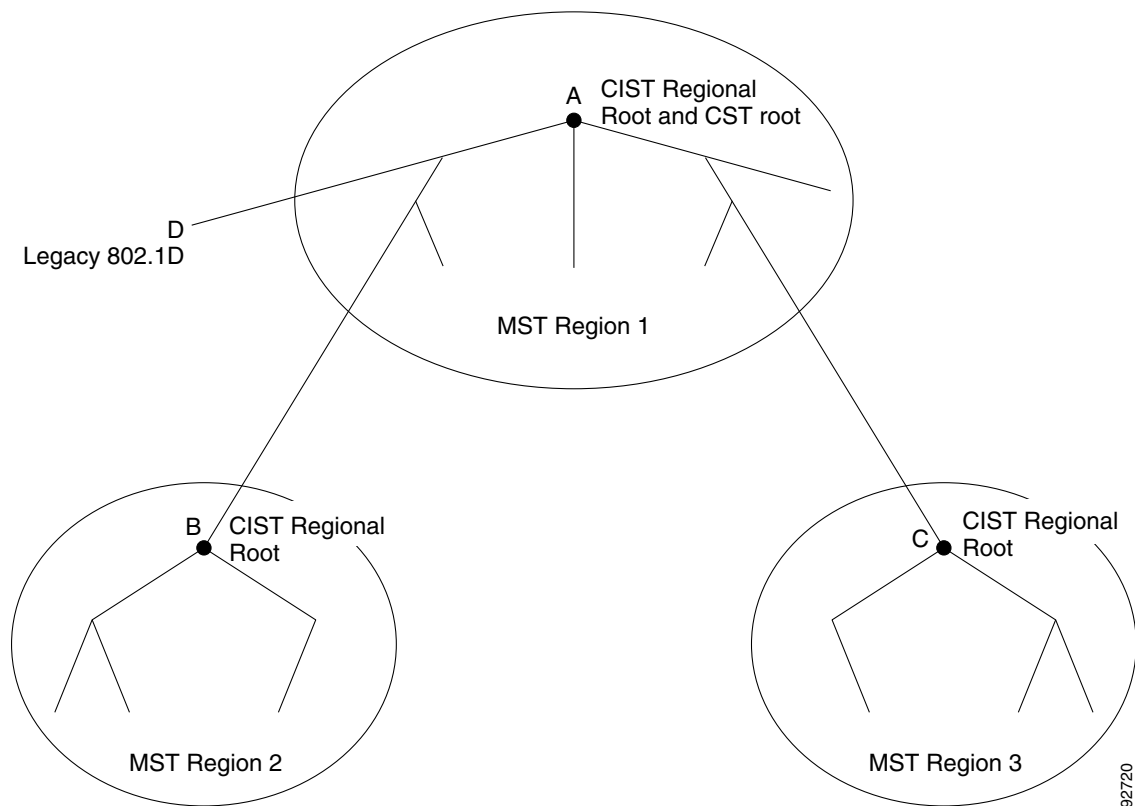 A
CIST Regional
Root and CST root
D
Legacy 802.1D
MST Region 1
B
CIST Regional
Root
C
CIST Regional
Root
MST Region 2
MST Region 3
92720